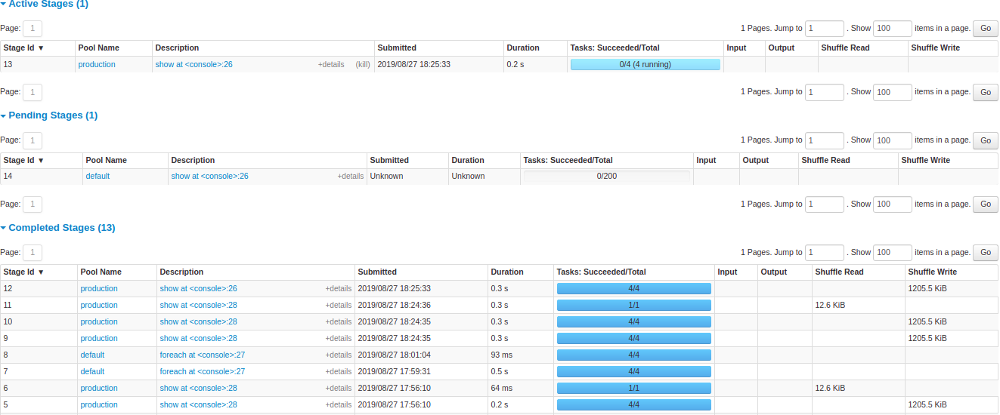 Active Stages (1)
Page: 1 1 Pages. Jump to 1 . Show 100 items in a page. Go
Stage Id ▼ Pool Name Description Submitted Duration Tasks: Succeeded/Total Input Output Shuffle Read Shuffle Write
13 production show at <console>:26 +details (kill) 2019/08/27 18:25:33 0.2 s 0/4 (4 running)
Page: 1 1 Pages. Jump to 1 . Show 100 items in a page. Go
Pending Stages (1)
Page: 1 1 Pages. Jump to 1 . Show 100 items in a page. Go
Stage Id ▼ Pool Name Description Submitted Duration Tasks: Succeeded/Total Input Output Shuffle Read Shuffle Write
14 default show at <console>:26 +details Unknown Unknown 0/200
Page: 1 1 Pages. Jump to 1 . Show 100 items in a page. Go
Completed Stages (13)
Page: 1 1 Pages. Jump to 1 . Show 100 items in a page. Go
Stage Id ▼ Pool Name Description Submitted Duration Tasks: Succeeded/Total Input Output Shuffle Read Shuffle Write
12 production show at <console>:26 +details 2019/08/27 18:25:33 0.3 s 4/4 1205.5 KiB
11 production show at <console>:28 +details 2019/08/27 18:24:36 0.3 s 1/1 12.6 KiB
10 production show at <console>:28 +details 2019/08/27 18:24:35 0.3 s 4/4 1205.5 KiB
9 production show at <console>:28 +details 2019/08/27 18:24:35 0.3 s 4/4 1205.5 KiB
8 default foreach at <console>:27 +details 2019/08/27 18:01:04 93 ms 4/4
7 default foreach at <console>:27 +details 2019/08/27 17:59:31 0.5 s 4/4
6 production show at <console>:28 +details 2019/08/27 17:56:10 64 ms 1/1 12.6 KiB
5 production show at <console>:28 +details 2019/08/27 17:56:10 0.2 s 4/4 1205.5 KiB